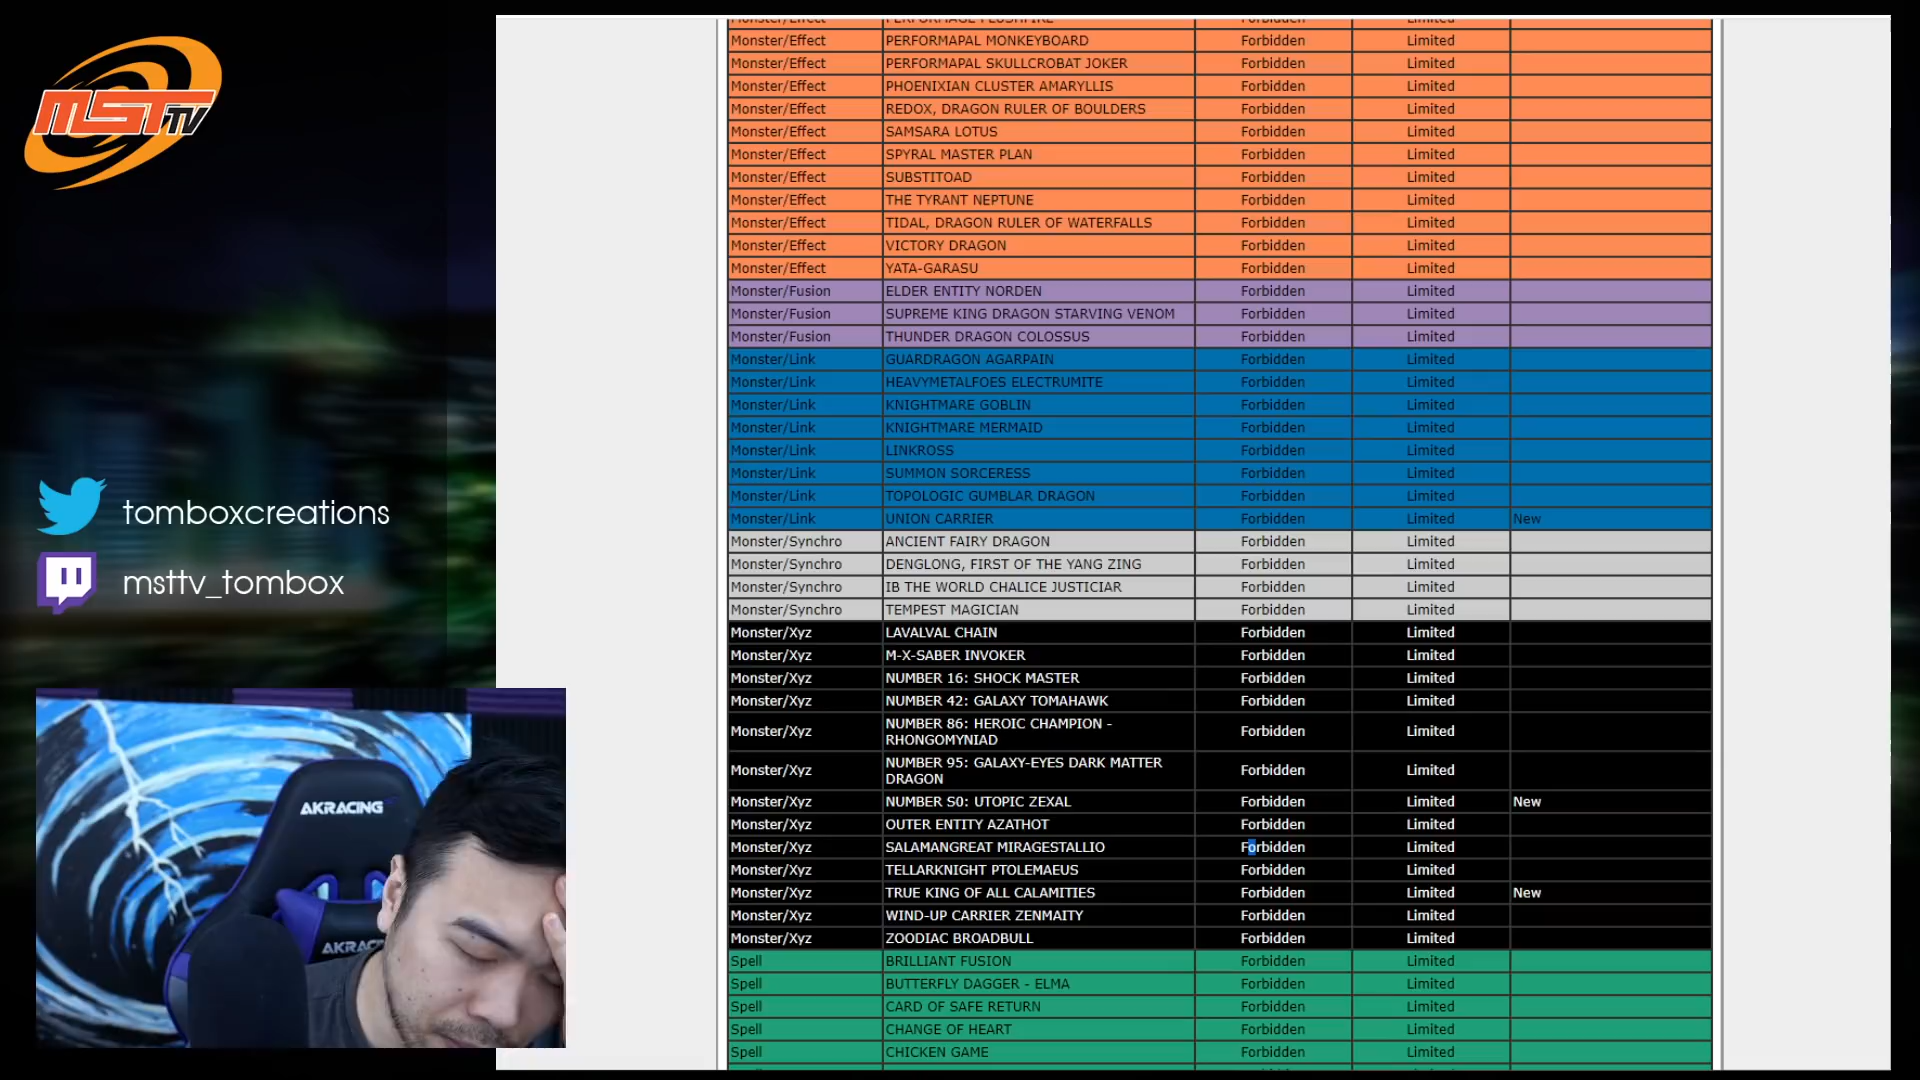 MST TV
tomboxcreations
msttv_tombox
AKRACING
AKRAC
Monster/Effect PERFORMAGE PLUSHFIRE Forbidden Limited
Monster/Effect PERFORMAPAL MONKEYBOARD Forbidden Limited
Monster/Effect PERFORMAPAL SKULLCROBAT JOKER Forbidden Limited
Monster/Effect PHOENIXIAN CLUSTER AMARYLLIS Forbidden Limited
Monster/Effect REDOX, DRAGON RULER OF BOULDERS Forbidden Limited
Monster/Effect SAMSARA LOTUS Forbidden Limited
Monster/Effect SPYRAL MASTER PLAN Forbidden Limited
Monster/Effect SUBSTITOAD Forbidden Limited
Monster/Effect THE TYRANT NEPTUNE Forbidden Limited
Monster/Effect TIDAL, DRAGON RULER OF WATERFALLS Forbidden Limited
Monster/Effect VICTORY DRAGON Forbidden Limited
Monster/Effect YATA-GARASU Forbidden Limited
Monster/Fusion ELDER ENTITY NORDEN Forbidden Limited
Monster/Fusion SUPREME KING DRAGON STARVING VENOM Forbidden Limited
Monster/Fusion THUNDER DRAGON COLOSSUS Forbidden Limited
Monster/Link GUARDRAGON AGARPAIN Forbidden Limited
Monster/Link HEAVYMETALFOES ELECTRUMITE Forbidden Limited
Monster/Link KNIGHTMARE GOBLIN Forbidden Limited
Monster/Link KNIGHTMARE MERMAID Forbidden Limited
Monster/Link LINKROSS Forbidden Limited
Monster/Link SUMMON SORCERESS Forbidden Limited
Monster/Link TOPOLOGIC GUMBLAR DRAGON Forbidden Limited
Monster/Link UNION CARRIER Forbidden Limited New
Monster/Synchro ANCIENT FAIRY DRAGON Forbidden Limited
Monster/Synchro DENGLONG, FIRST OF THE YANG ZING Forbidden Limited
Monster/Synchro IB THE WORLD CHALICE JUSTICIAR Forbidden Limited
Monster/Synchro TEMPEST MAGICIAN Forbidden Limited
Monster/Xyz LAVALVAL CHAIN Forbidden Limited
Monster/Xyz M-X-SABER INVOKER Forbidden Limited
Monster/Xyz NUMBER 16: SHOCK MASTER Forbidden Limited
Monster/Xyz NUMBER 42: GALAXY TOMAHAWK Forbidden Limited
Monster/Xyz NUMBER 86: HEROIC CHAMPION - Forbidden Limited
RHONGOMYNIAD
Monster/Xyz NUMBER 95: GALAXY-EYES DARK MATTER Forbidden Limited
DRAGON
Monster/Xyz NUMBER S0: UTOPIC ZEXAL Forbidden Limited New
Monster/Xyz OUTER ENTITY AZATHOT Forbidden Limited
Monster/Xyz SALAMANGREAT MIRAGESTALLIO Forbidden Limited
Monster/Xyz TELLARKNIGHT PTOLEMAEUS Forbidden Limited
Monster/Xyz TRUE KING OF ALL CALAMITIES Forbidden Limited New
Monster/Xyz WIND-UP CARRIER ZENMAITY Forbidden Limited
Monster/Xyz ZOODIAC BROADBULL Forbidden Limited
Spell BRILLIANT FUSION Forbidden Limited
Spell BUTTERFLY DAGGER - ELMA Forbidden Limited
Spell CARD OF SAFE RETURN Forbidden Limited
Spell CHANGE OF HEART Forbidden Limited
Spell CHICKEN GAME Forbidden Limited